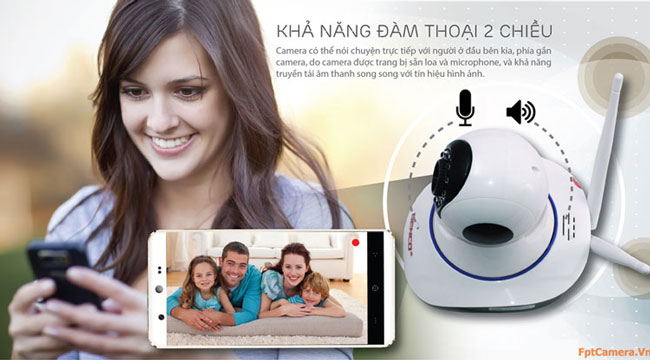 KHẢ NĂNG ĐÀM THOẠI 2 CHIỀU
Camera có thể nói chuyện trực tiếp với người ở đầu bên kia, phía gần
camera, do camera được trang bị sẵn loa và microphone, và khả năng
truyền tải âm thanh song song với tín hiệu hình ảnh.
FptCamera.Vn